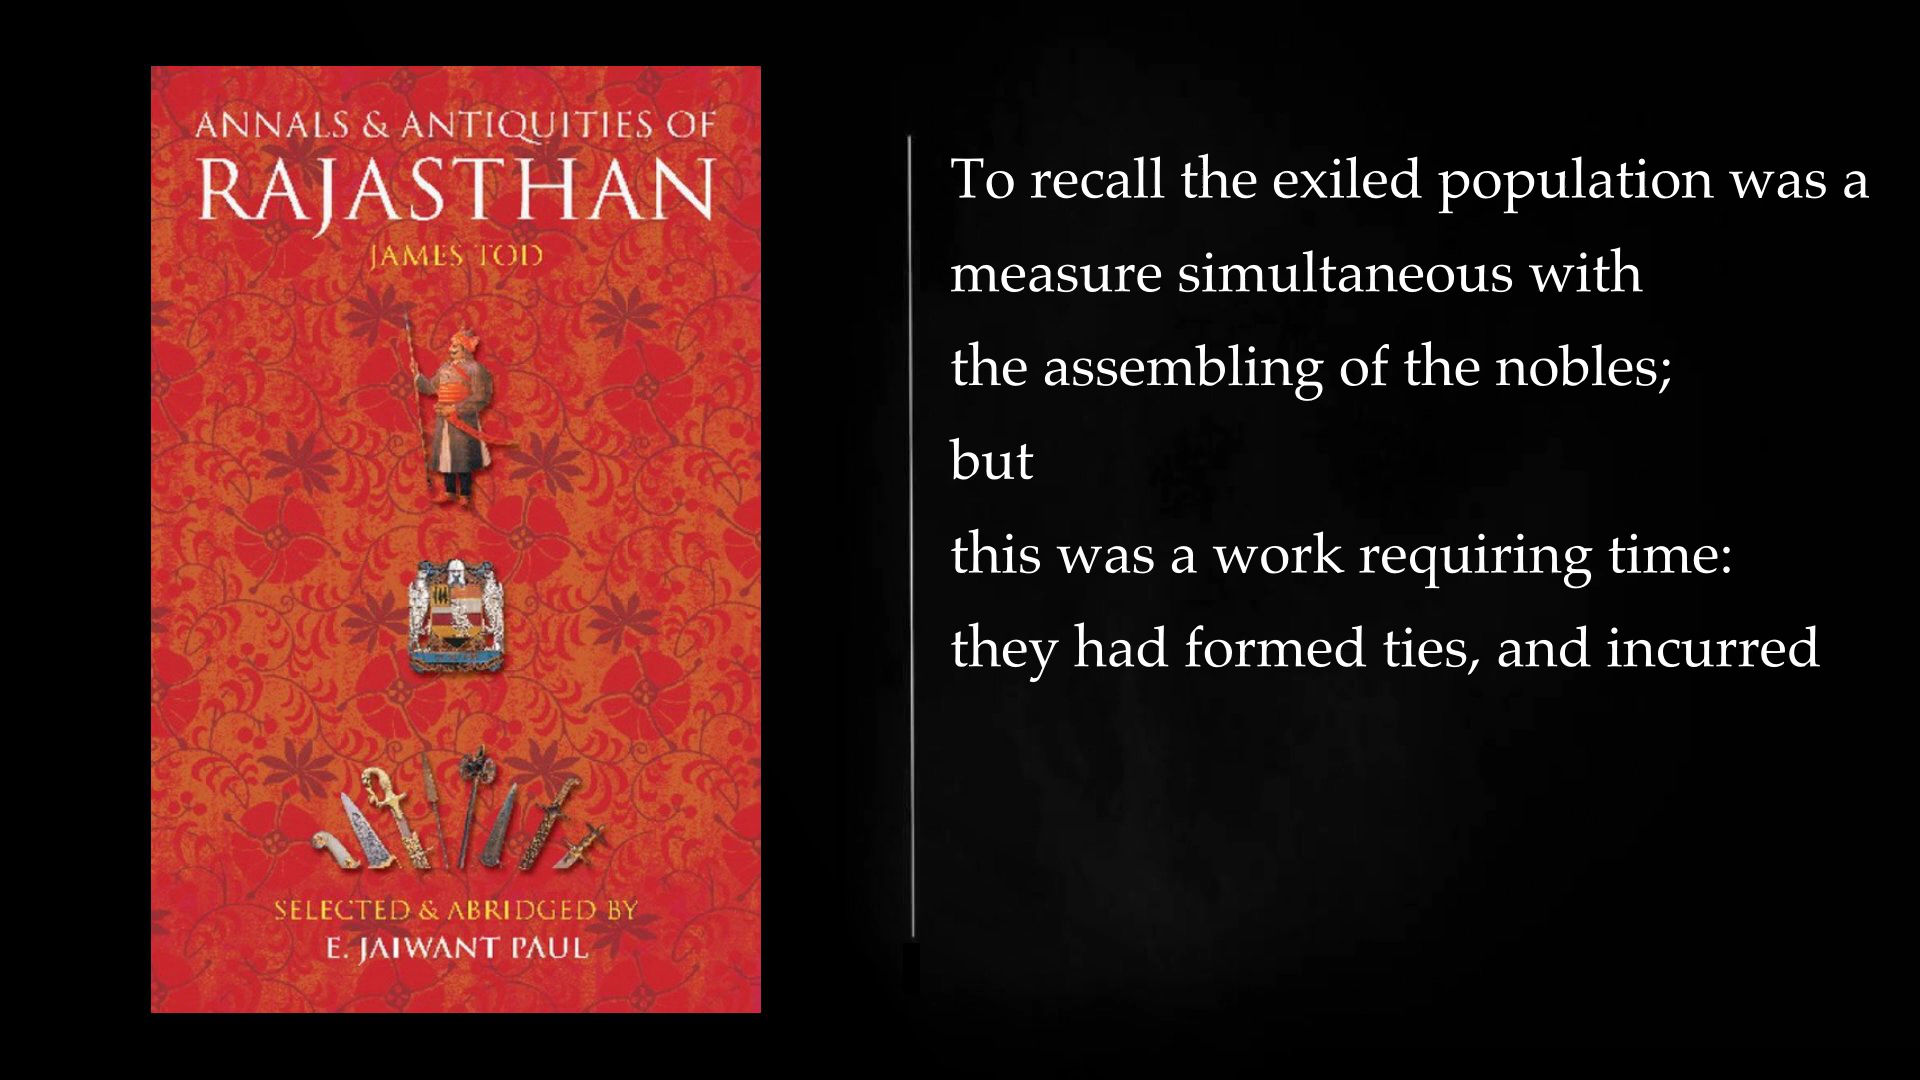 ANNALS & ANTIQUITIES OF
RAJASTHAN
JAMES TOD
SELECTED & ABRIDGED BY
E. JAIWANT PAUL
To recall the exiled population was a
measure simultaneous with
the assembling of the nobles;
but
this was a work requiring time:
they had formed ties, and incurred